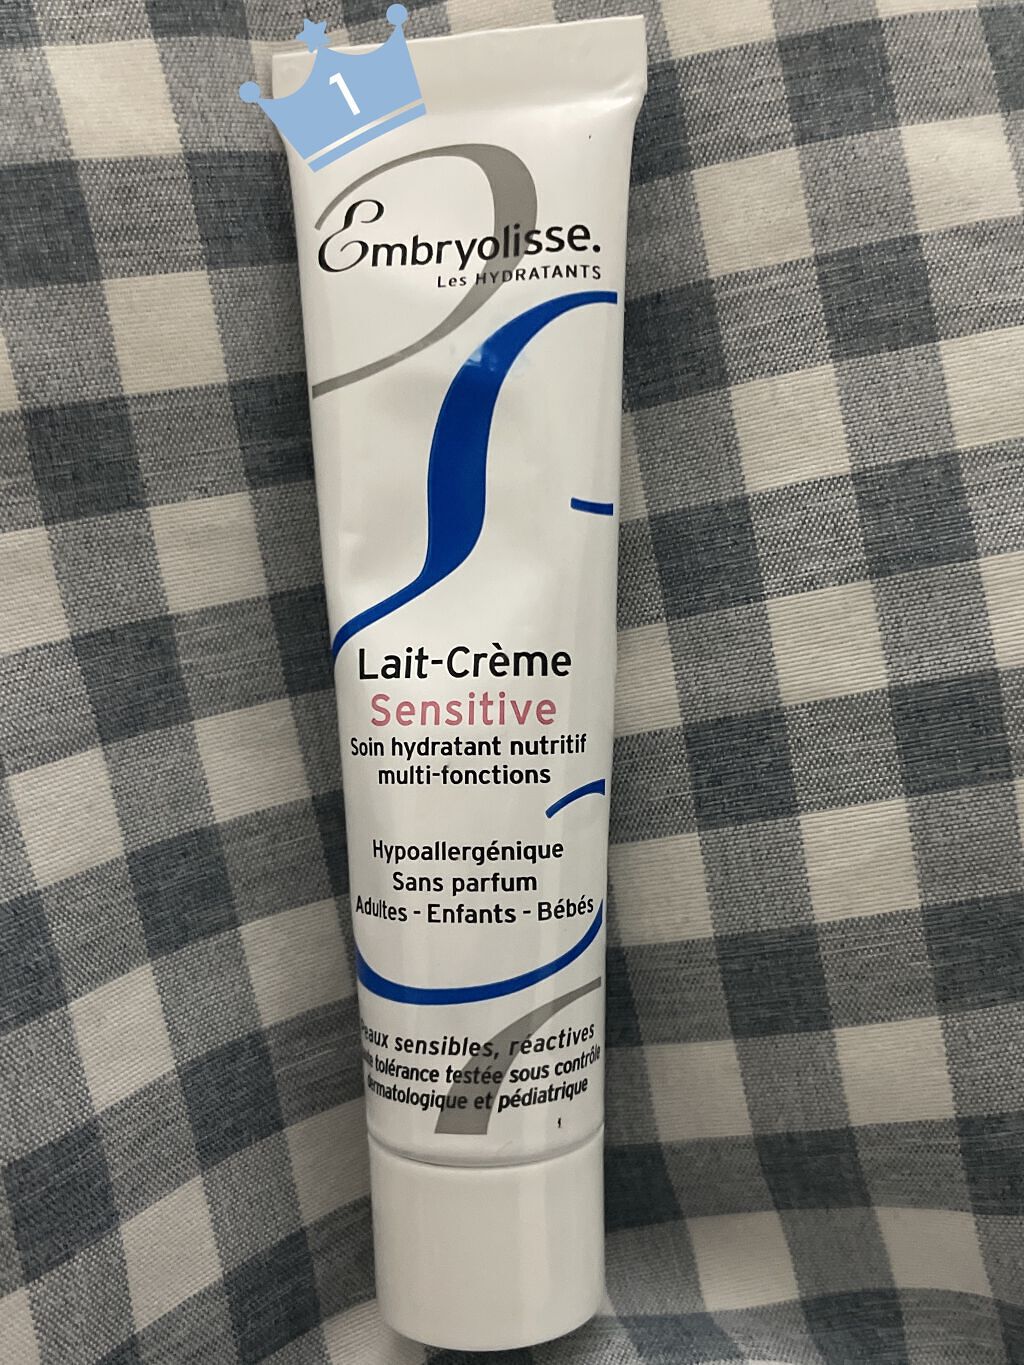 1
Embryolisse.
Les HYDRATANTS
Lait-Crème
Sensitive
Soin hydratant nutritif
multi-fonctions
Hypoallergénique
Sans parfum
Adultes - Enfants - Bébés
sensibles, réactives
tolérance testée sous contrôle
dermatologique et pédiatrique